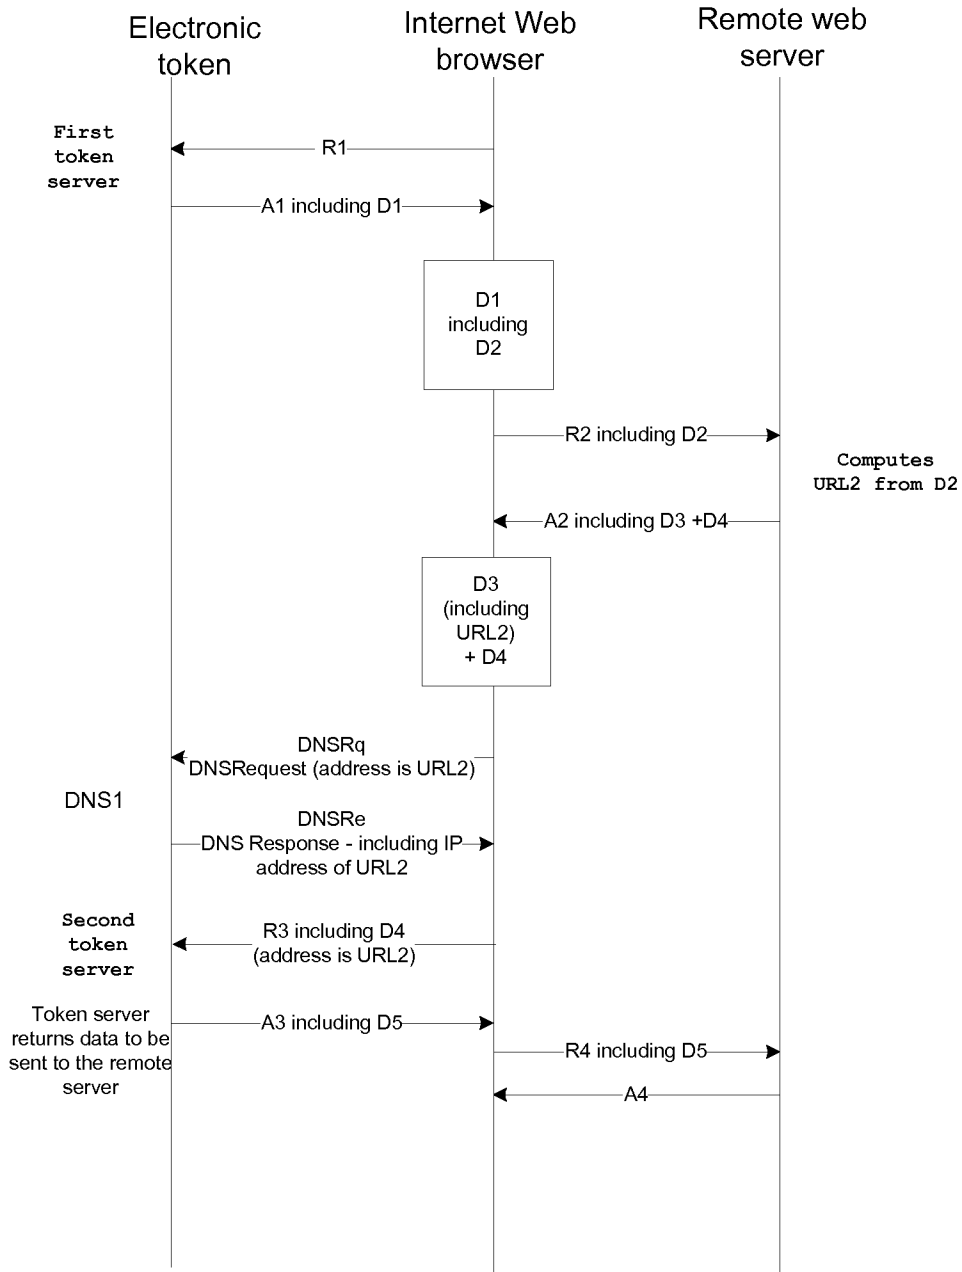 Electronic
token
Internet Web
browser
Remote web
server
First
token
server
R1
A1 including D1
D1
including
D2
R2 including D2
Computes
URL2 from D2
A2 including D3 +D4
D3
(including
URL2)
+ D4
DNSRq
DNSRequest (address is URL2)
DNS1
DNSRe
DNS Response - including IP
address of URL2
Second
token
server
R3 including D4
(address is URL2)
Token server
returns data to be
sent to the remote
server
A3 including D5
R4 including D5
A4